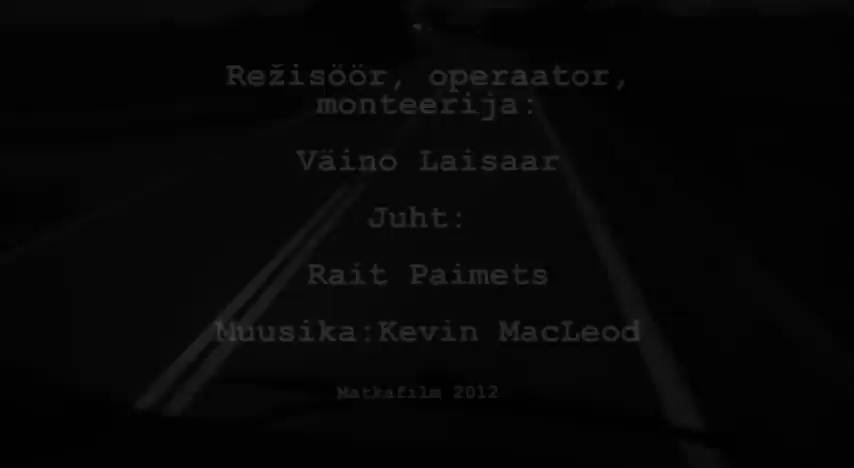 Režisöör, operaator,
monteerija:
Väino Laisaar
Juht:
Rait Paimets
Muusika:Kevin MacLeod
Matkafilm 2012